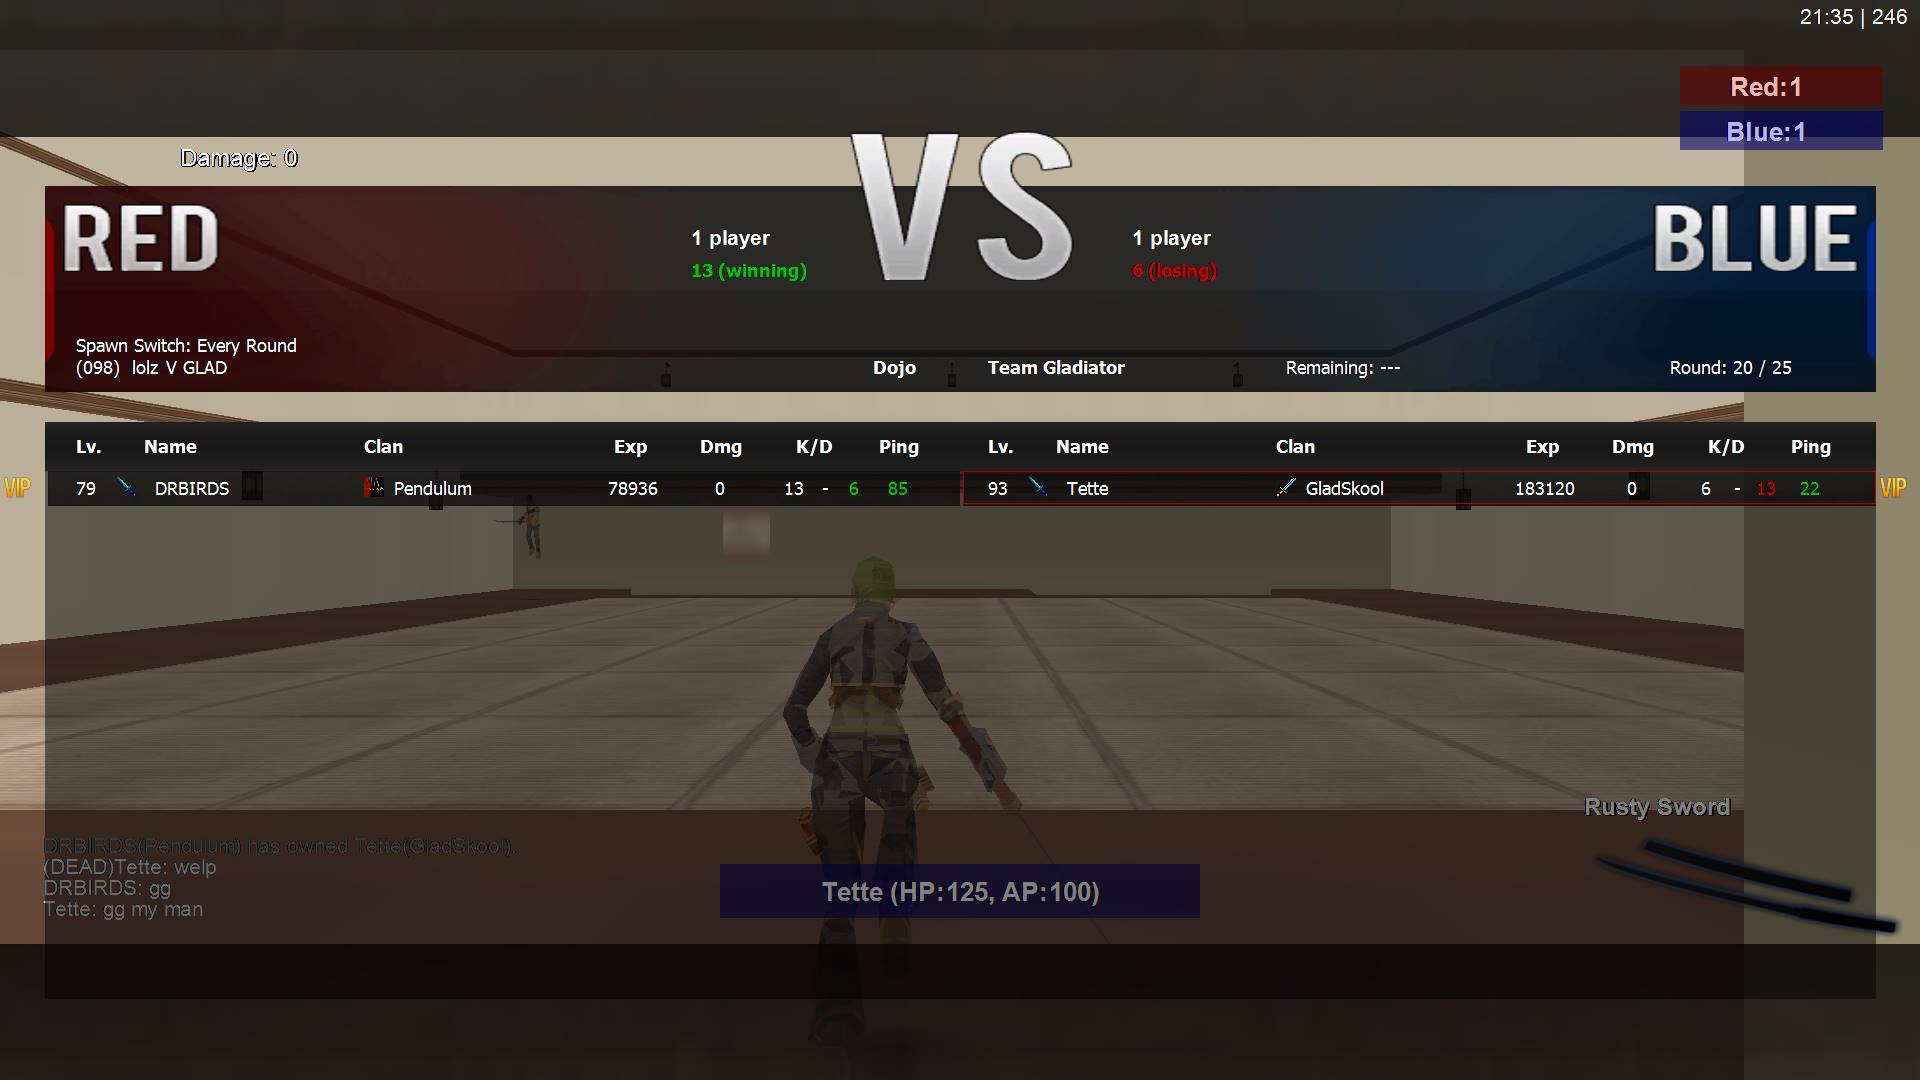 21:35 | 246
Red:1
Blue:1
Damage: 0
VS
RED
BLUE
1 player
1 player
13 (winning)
6 (losing)
Spawn Switch: Every Round
(098) lolz V GLAD
Dojo
Team Gladiator
Remaining: ---
Round: 20 / 25
Lv. Name Clan Exp Dmg K/D Ping Lv. Name Clan Exp Dmg K/D Ping
VIP 79 DRBIRDS Pendulum 78936 0 13 - 6 85 93 Tette GladSkool 183120 0 6 - 13 22 VIP
Rusty Sword
DRBIRDS(Pendulum) has owned Tette(GladSkool).
(DEAD)Tette: welp
DRBIRDS: gg
Tette: gg my man
Tette (HP:125, AP:100)